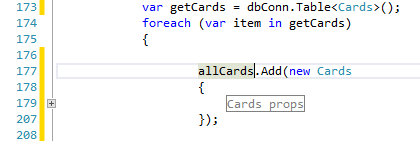 173 var getCards = dbConn.Table<Cards>();
174 foreach (var item in getCards)
175 {
176
177 allCards.Add(new Cards
178 {
179 Cards props
207 });
208